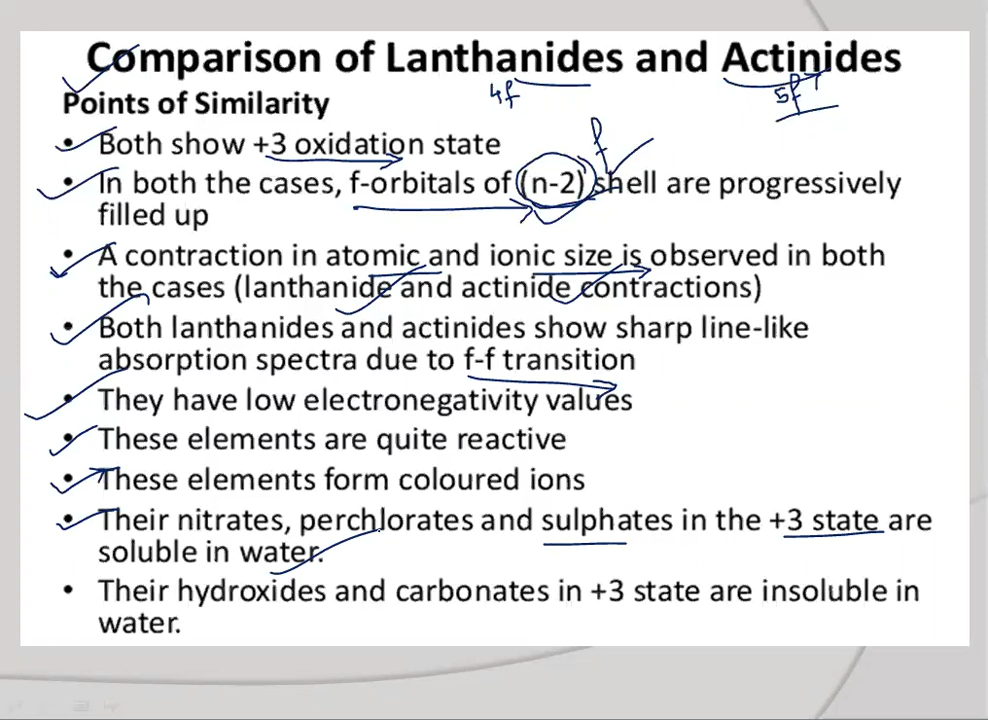 Comparison of Lanthanides and Actinides
4f
5f
Points of Similarity
• Both show +3 oxidation state
f
• In both the cases, f-orbitals of (n-2) shell are progressively
filled up
• A contraction in atomic and ionic size is observed in both
the cases (lanthanide and actinide contractions)
• Both lanthanides and actinides show sharp line-like
absorption spectra due to f-f transition
• They have low electronegativity values
• These elements are quite reactive
• These elements form coloured ions
• Their nitrates, perchlorates and sulphates in the +3 state are
soluble in water.
• Their hydroxides and carbonates in +3 state are insoluble in
water.